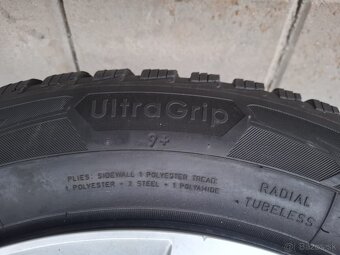 UltraGrip
9+
PLIES: SIDEWALL 1 POLYESTER TREAD:
1 POLYESTER + 2 STEEL + 1 POLYAMIDE
RADIAL
TUBELESS